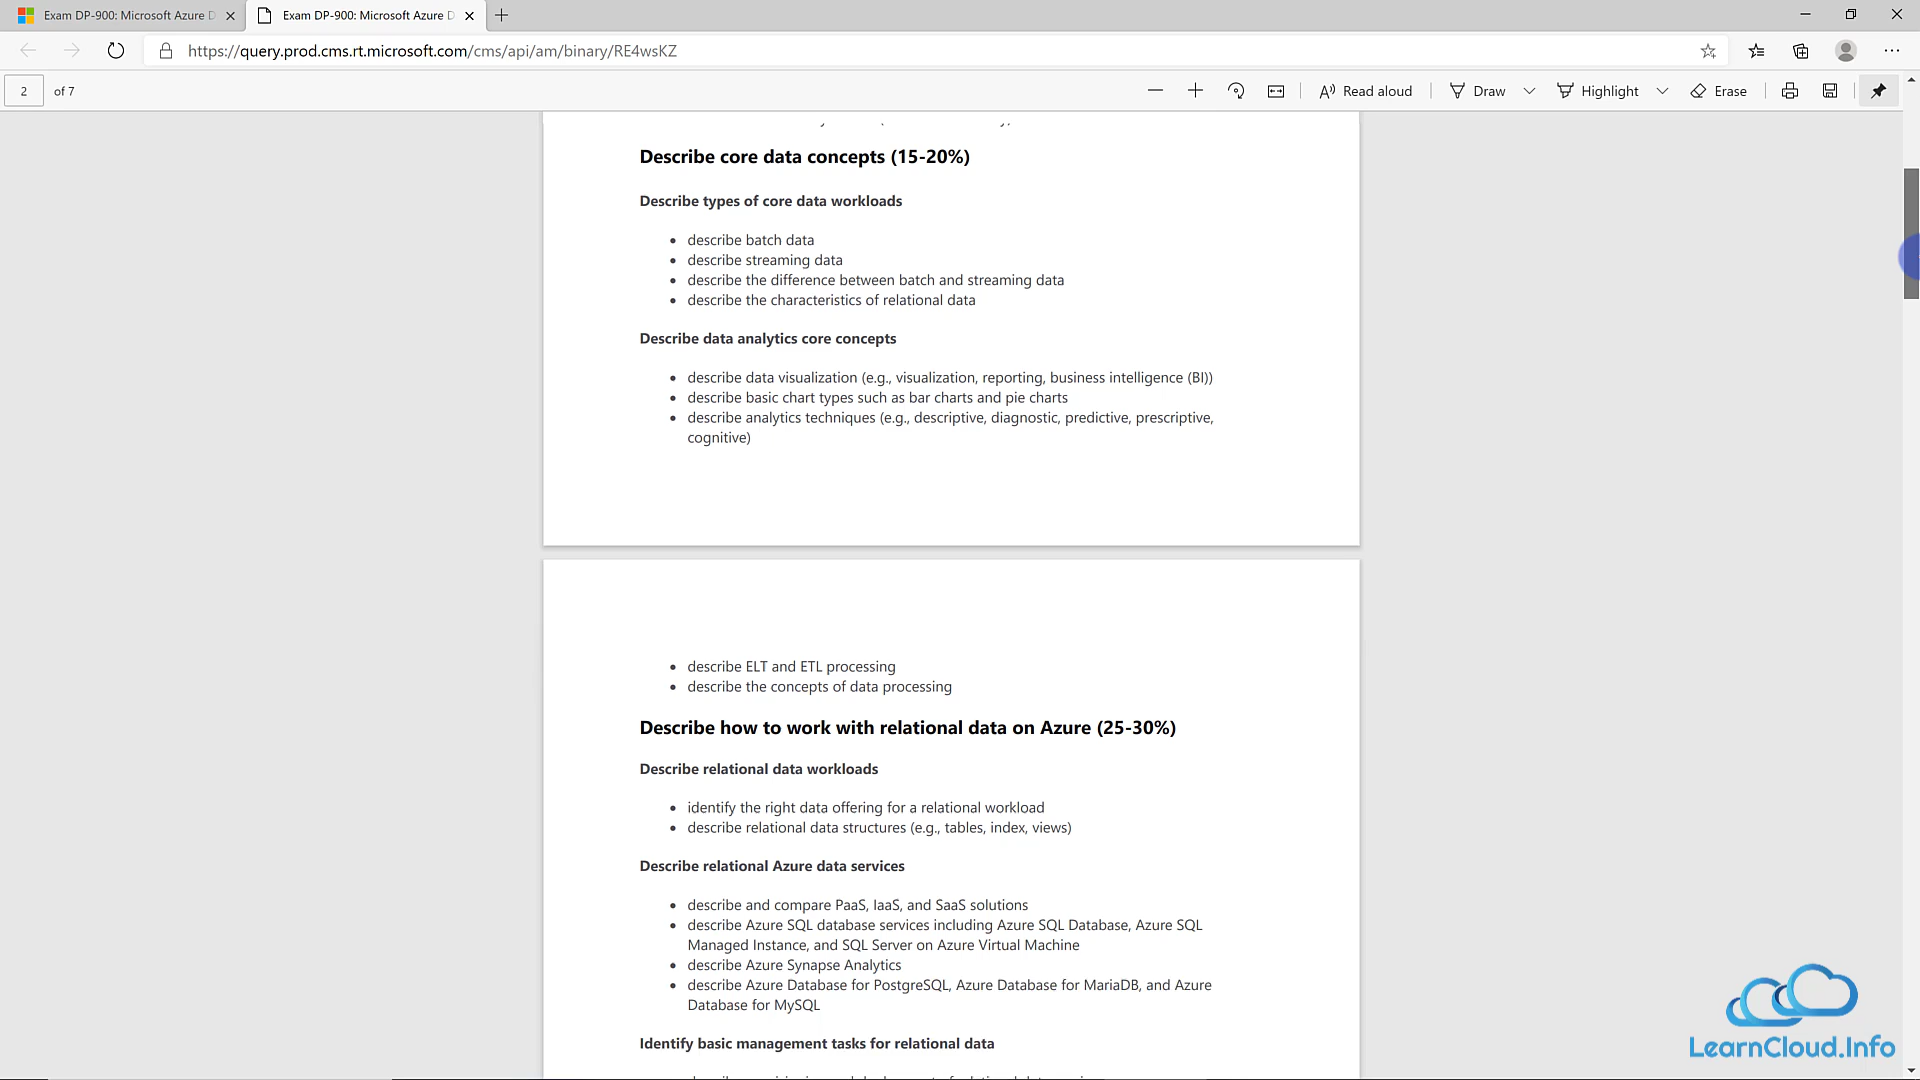 Exam DP-900: Microsoft Azure D
Exam DP-900: Microsoft Azure D
https://query.prod.cms.rt.microsoft.com/cms/api/am/binary/RE4wsKZ
2 of 7
Read aloud
Draw
Highlight
Erase
Describe core data concepts (15-20%)
Describe types of core data workloads
• describe batch data
• describe streaming data
• describe the difference between batch and streaming data
• describe the characteristics of relational data
Describe data analytics core concepts
• describe data visualization (e.g., visualization, reporting, business intelligence (BI))
• describe basic chart types such as bar charts and pie charts
• describe analytics techniques (e.g., descriptive, diagnostic, predictive, prescriptive,
cognitive)
• describe ELT and ETL processing
• describe the concepts of data processing
Describe how to work with relational data on Azure (25-30%)
Describe relational data workloads
• identify the right data offering for a relational workload
• describe relational data structures (e.g., tables, index, views)
Describe relational Azure data services
• describe and compare PaaS, IaaS, and SaaS solutions
• describe Azure SQL database services including Azure SQL Database, Azure SQL
Managed Instance, and SQL Server on Azure Virtual Machine
• describe Azure Synapse Analytics
• describe Azure Database for PostgreSQL, Azure Database for MariaDB, and Azure
Database for MySQL
Identify basic management tasks for relational data
LearnCloud.Info